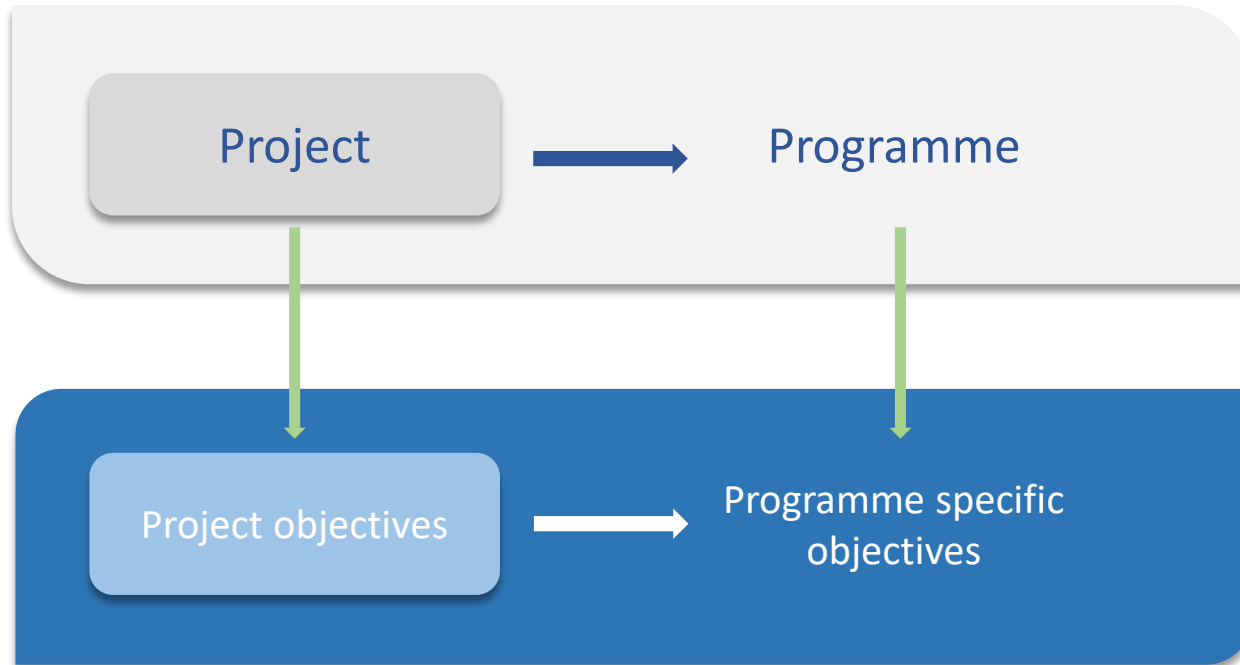 Project
Programme
Project objectives
Programme specific
objectives